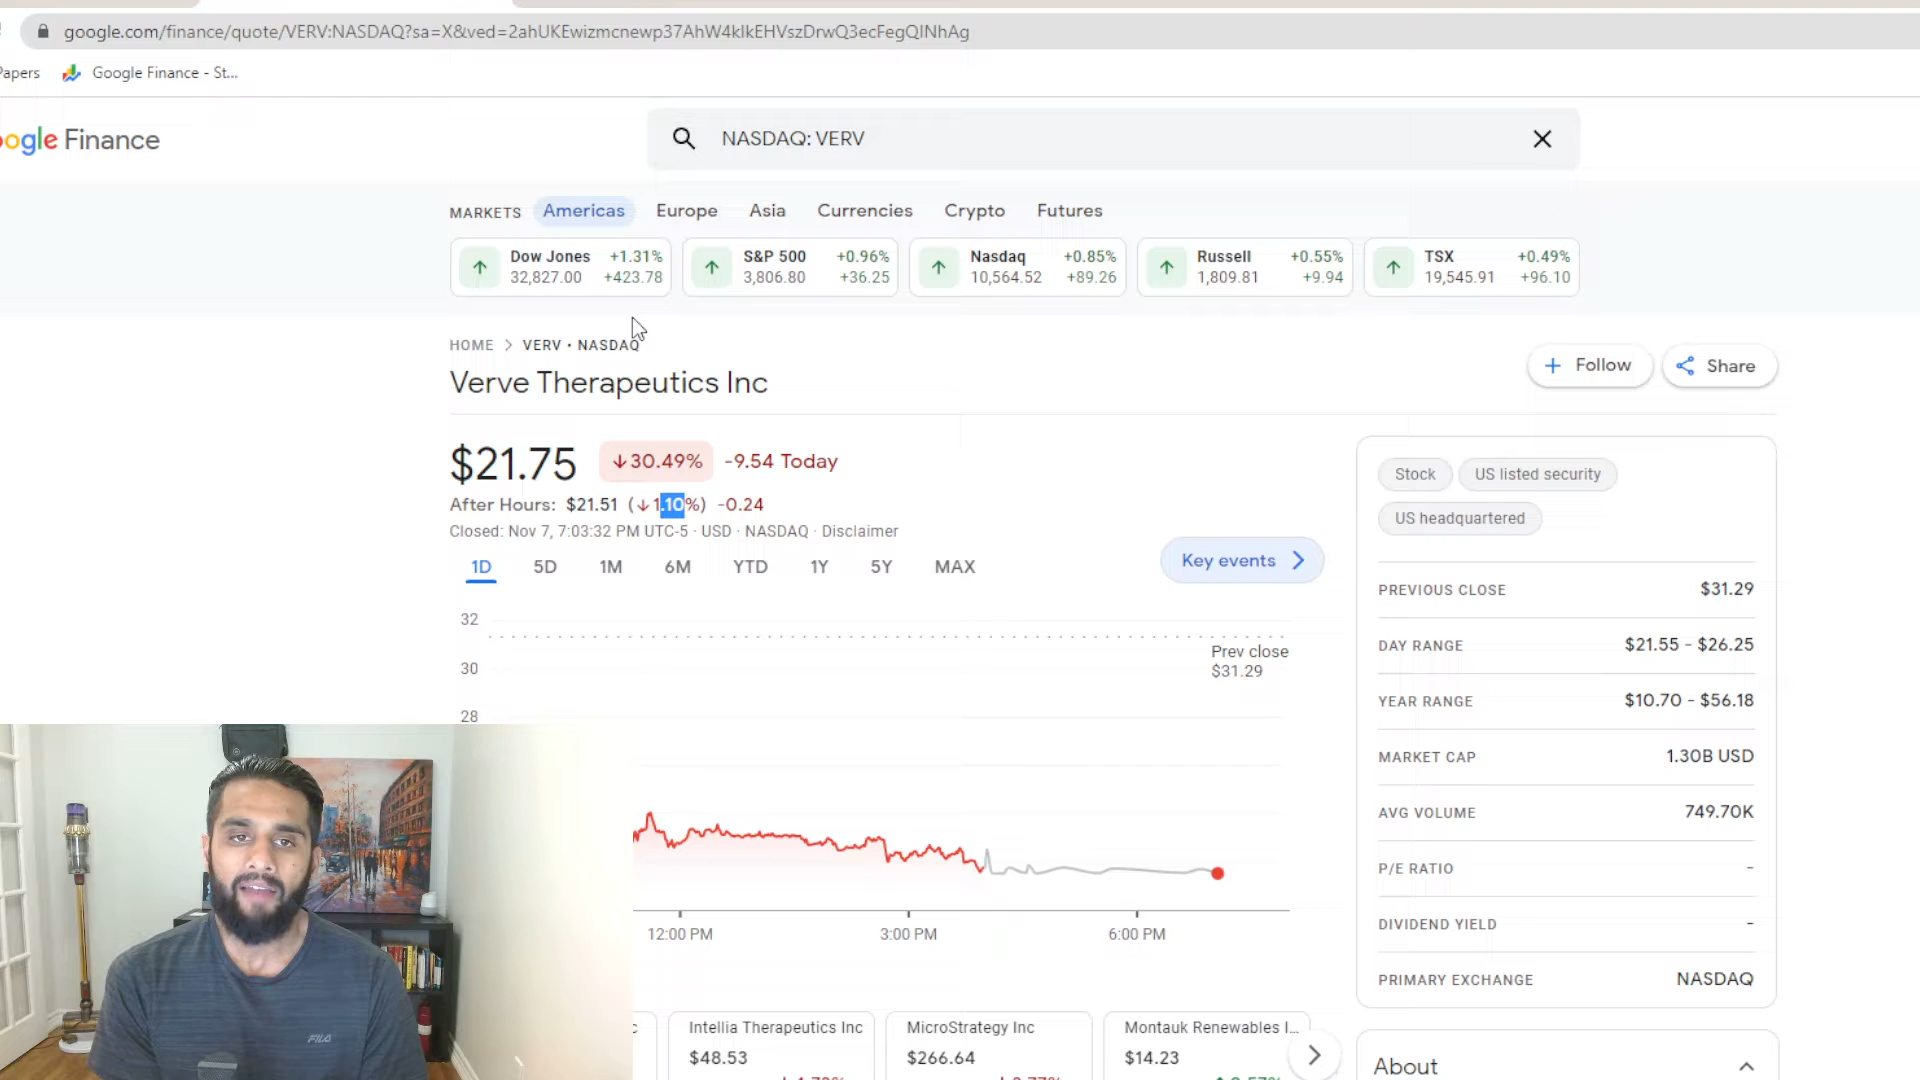 google.com/finance/quote/VERV:NASDAQ?sa=X&ved=2ahUKEwizmcnewp37AhW4kIkEHVszDrwQ3ecFegQINhAg
Papers
Google Finance - St...
ogle Finance
NASDAQ: VERV
MARKETS
Americas
Europe
Asia
Currencies
Crypto
Futures
Dow Jones +1.31%
32,827.00 +423.78
S&P 500 +0.96%
3,806.80 +36.25
Nasdaq +0.85%
10,564.52 +89.26
Russell +0.55%
1,809.81 +9.94
TSX +0.49%
19,545.91 +96.10
HOME > VERV • NASDAQ
Verve Therapeutics Inc
Follow
Share
$21.75 ↓30.49% -9.54 Today
After Hours: $21.51 (↓1.10%) -0.24
Closed: Nov 7, 7:03:32 PM UTC-5 · USD · NASDAQ · Disclaimer
1D 5D 1M 6M YTD 1Y 5Y MAX
Key events
32
30
28
Prev close
$31.29
12:00 PM 3:00 PM 6:00 PM
Stock
US listed security
US headquartered
PREVIOUS CLOSE $31.29
DAY RANGE $21.55 - $26.25
YEAR RANGE $10.70 - $56.18
MARKET CAP 1.30B USD
AVG VOLUME 749.70K
P/E RATIO -
DIVIDEND YIELD -
PRIMARY EXCHANGE NASDAQ
Intellia Therapeutics Inc
$48.53
MicroStrategy Inc
$266.64
Montauk Renewables I...
$14.23
About
FILA